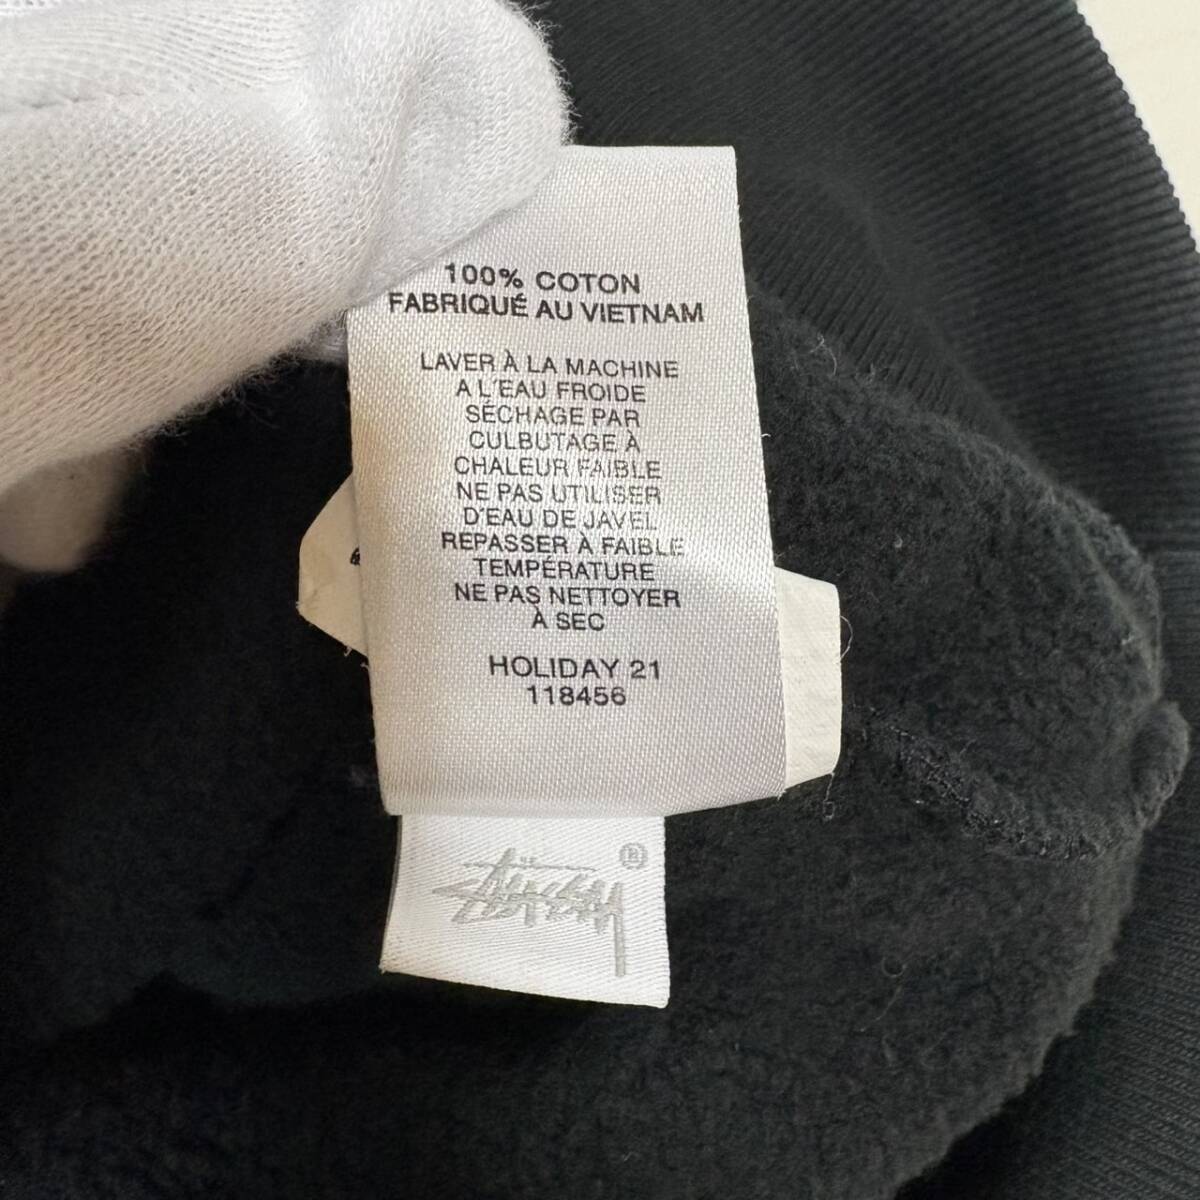 100% COTON
FABRIQUÉ AU VIETNAM
LAVER À LA MACHINE
A L'EAU FROIDE
SÉCHAGE PAR
CULBUTAGE À
CHALEUR FAIBLE
NE PAS UTILISER
D'EAU DE JAVEL
REPASSER À FAIBLE
TEMPÉRATURE
NE PAS NETTOYER
À SEC
HOLIDAY 21
118456
STÜSSY ®